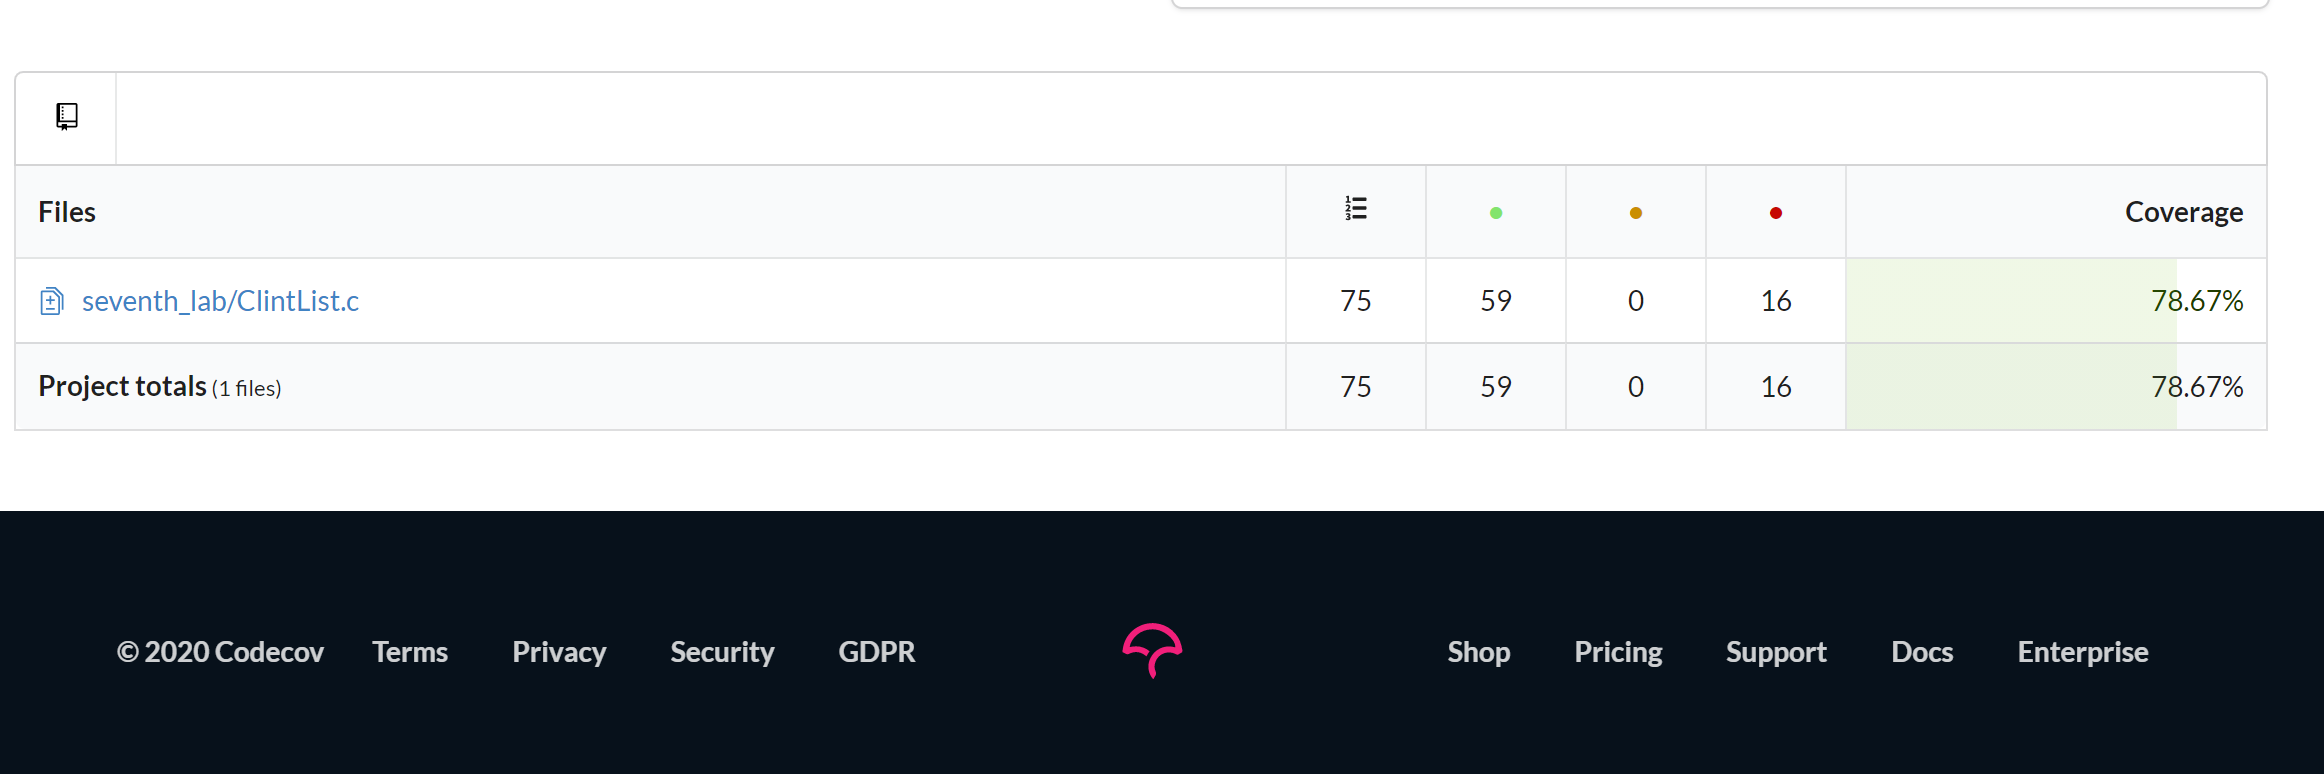 Files Coverage
seventh_lab/ClintList.c 75 59 0 16 78.67%
Project totals (1 files) 75 59 0 16 78.67%
© 2020 Codecov Terms Privacy Security GDPR Shop Pricing Support Docs Enterprise